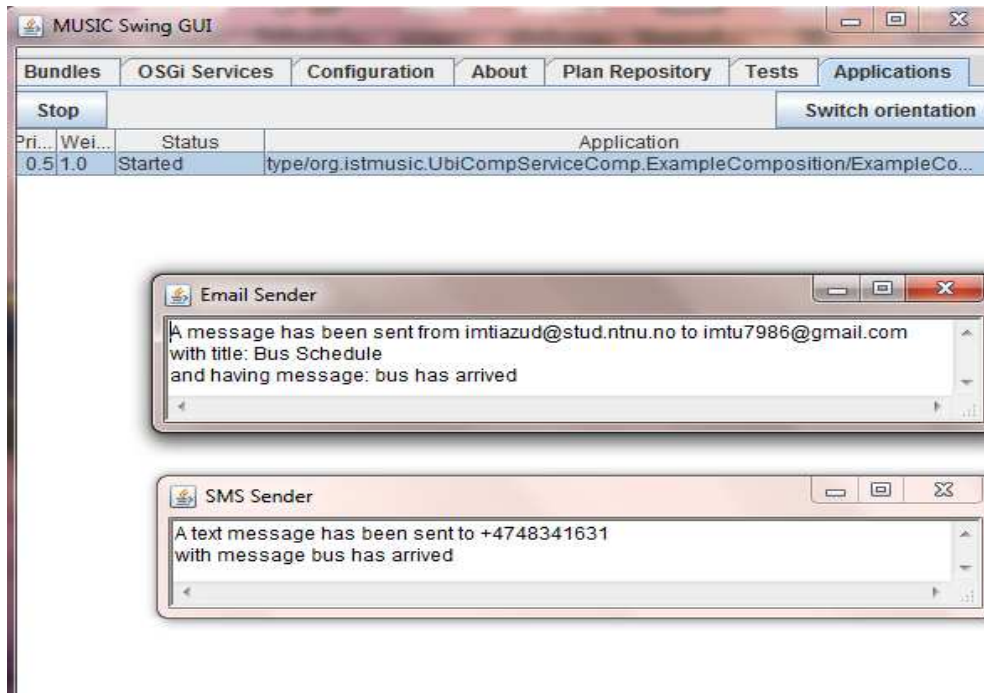 MUSIC Swing GUI
Bundles OSGi Services Configuration About Plan Repository Tests Applications
Stop Switch orientation
Pri... Wei... Status Application
0.5 1.0 Started type/org.istmusic.UbiCompServiceComp.ExampleComposition/ExampleCo...
Email Sender
A message has been sent from imtiazud@stud.ntnu.no to imtu7986@gmail.com
with title: Bus Schedule
and having message: bus has arrived
SMS Sender
A text message has been sent to +4748341631
with message bus has arrived